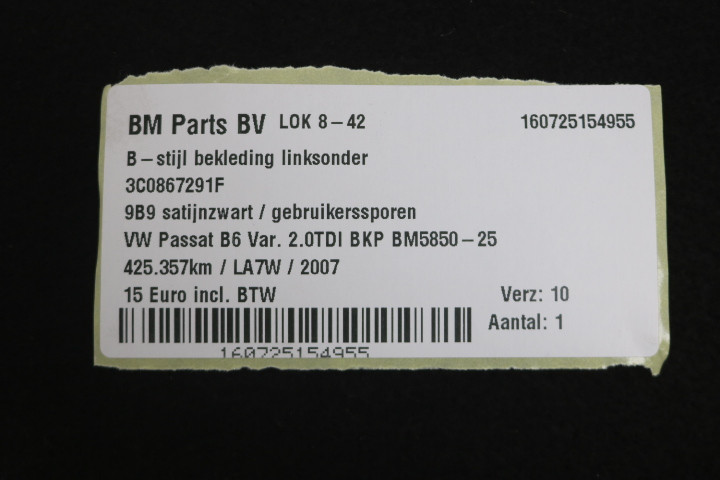 BM Parts BV LOK 8-42 160725154955
B-stijl bekleding linksonder
3C0867291F
9B9 satijnzwart / gebruikerssporen
VW Passat B6 Var. 2.0TDI BKP BM5850-25
425.357km / LA7W / 2007
15 Euro incl. BTW Verz: 10
Aantal: 1
160725154955